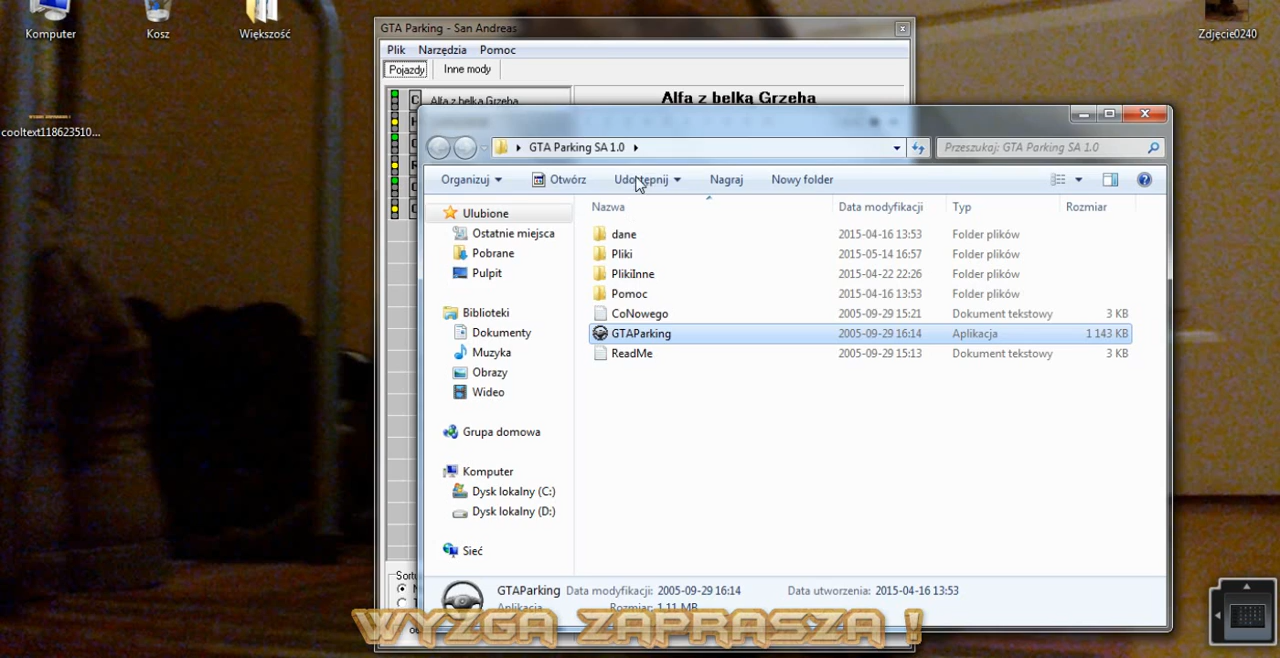 Komputer
Kosz
Większość
Zdjęcie0240
cooltext118623510...
GTA Parking - San Andreas
Plik Narzędzia Pomoc
Pojazdy Inne mody
Alfa z belką Grzeha
Alfa z belką Grzeha
GTA Parking SA 1.0
Przeszukaj: GTA Parking SA 1.0
Organizuj Otwórz Udostępnij Nagraj Nowy folder
Nazwa Data modyfikacji Typ Rozmiar
Ulubione
Ostatnie miejsca
Pobrane
Pulpit
Biblioteki
Dokumenty
Muzyka
Obrazy
Wideo
Grupa domowa
Komputer
Dysk lokalny (C:)
Dysk lokalny (D:)
Sieć
dane 2015-04-16 13:53 Folder plików
Pliki 2015-05-14 16:57 Folder plików
PlikiInne 2015-04-22 22:26 Folder plików
Pomoc 2015-04-16 13:53 Folder plików
CoNowego 2005-09-29 15:21 Dokument tekstowy 3 KB
GTAParking 2005-09-29 16:14 Aplikacja 1 143 KB
ReadMe 2005-09-29 15:13 Dokument tekstowy 3 KB
GTAParking Data modyfikacji: 2005-09-29 16:14 Data utworzenia: 2015-04-16 13:53
Aplikacja Rozmiar: 1,11 MB
WYZGA ZAPRASZA !